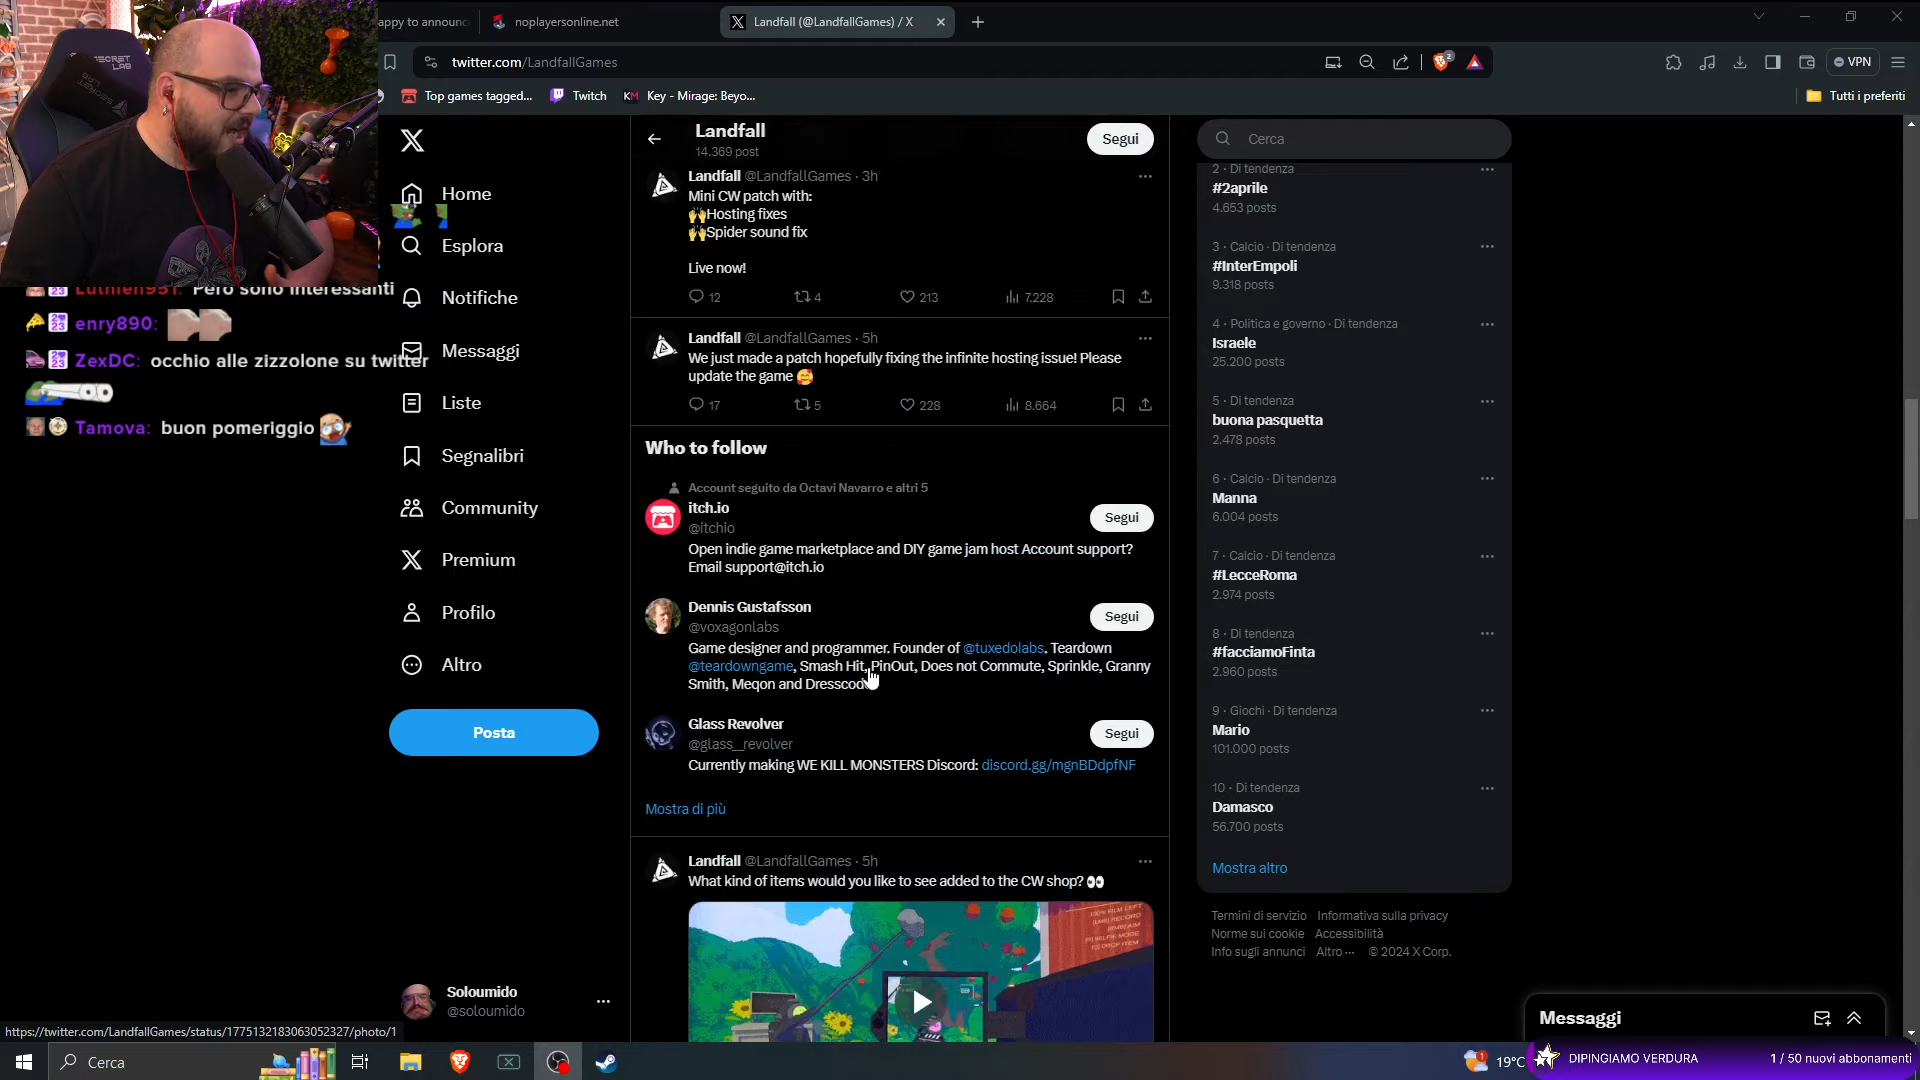 appy to announc
noplayersonline.net
Landfall (@LandfallGames) / X
twitter.com/LandfallGames
2
VPN
Top games tagged...
Twitch
KM
Key - Mirage: Beyo...
Tutti i preferiti
SECRET LAB
Luthien951: Però sono interessanti
enry890:
ZexDC: occhio alle zizzolone su twitter
Tamova: buon pomeriggio
Home
Esplora
Notifiche
Messaggi
Liste
Segnalibri
Community
Premium
Profilo
Altro
Posta
Soloumido
@soloumido
Landfall
14.369 post
Segui
Landfall @LandfallGames · 3h
Mini CW patch with:
🙌Hosting fixes
🙌Spider sound fix
Live now!
12
4
213
7.228
Landfall @LandfallGames · 5h
We just made a patch hopefully fixing the infinite hosting issue! Please
update the game 🥰
17
5
228
8.664
Who to follow
Account seguito da Octavi Navarro e altri 5
itch.io
@itchio
Segui
Open indie game marketplace and DIY game jam host Account support?
Email support@itch.io
Dennis Gustafsson
@voxagonlabs
Segui
Game designer and programmer. Founder of @tuxedolabs. Teardown
@teardowngame, Smash Hit, PinOut, Does not Commute, Sprinkle, Granny
Smith, Meqon and Dresscode
Glass Revolver
@glass_revolver
Segui
Currently making WE KILL MONSTERS Discord: discord.gg/mgnBDdpfNF
Mostra di più
Landfall @LandfallGames · 5h
What kind of items would you like to see added to the CW shop? 👀
Cerca
2 · Di tendenza
#2aprile
4.653 posts
3 · Calcio · Di tendenza
#InterEmpoli
9.318 posts
4 · Politica e governo · Di tendenza
Israele
25.200 posts
5 · Di tendenza
buona pasquetta
2.478 posts
6 · Calcio · Di tendenza
Manna
6.004 posts
7 · Calcio · Di tendenza
#LecceRoma
2.974 posts
8 · Di tendenza
#facciamoFinta
2.960 posts
9 · Giochi · Di tendenza
Mario
101.000 posts
10 · Di tendenza
Damasco
56.700 posts
Mostra altro
Termini di servizio Informativa sulla privacy
Norme sui cookie Accessibilità
Info sugli annunci Altro ··· © 2024 X Corp.
Messaggi
https://twitter.com/LandfallGames/status/1775132183063052327/photo/1
Cerca
1
19°C
DIPINGIAMO VERDURA
1 / 50 nuovi abbonamenti